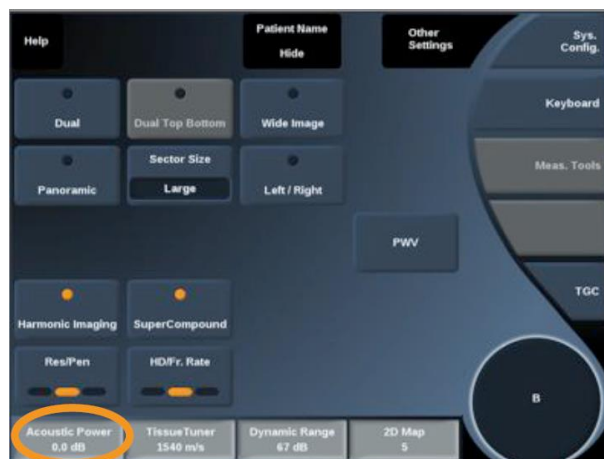 Help
Patient Name
Hide
Other
Settings
Sys.
Config.
Dual
Dual Top Bottom
Wide Image
Keyboard
Panoramic
Sector Size
Large
Left / Right
Meas. Tools
PWV
TGC
Harmonic Imaging
SuperCompound
Res/Pen
HD/Fr. Rate
B
Acoustic Power
0.0 dB
TissueTuner
1540 m/s
Dynamic Range
67 dB
2D Map
5